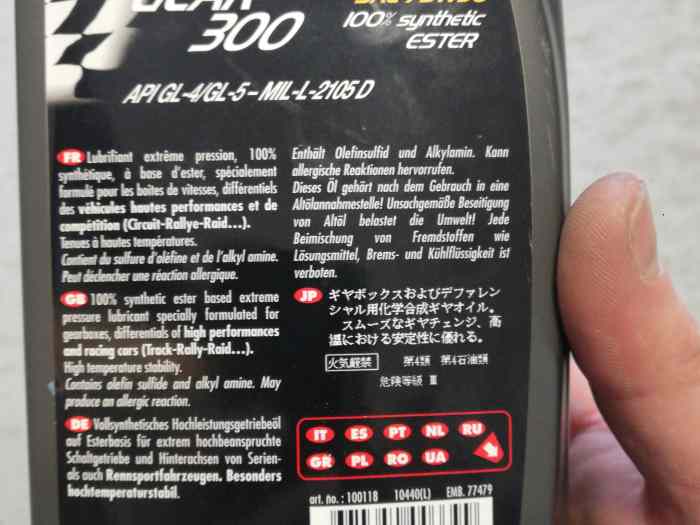 300
100% synthetic
ESTER
API GL-4/GL-5 – MIL-L-2105 D
FR Lubrifiant extrême pression, 100%
synthétique, à base d'ester, spécialement
formulé pour les boîtes de vitesses, différentiels
des véhicules hautes performances et de
compétition (Circuit-Rallye-Raid...).
Tenues à hautes températures.
Contient du sulfure d'oléfine et de l'alkyl amine.
Peut déclencher une réaction allergique.
GB 100% synthetic ester based extreme
pressure lubricant specially formulated for
gearboxes, differentials of high performances
and racing cars (Track-Rally-Raid...).
High temperature stability.
Contains olefin sulfide and alkyl amine. May
produce an allergic reaction.
DE Vollsynthetisches Hochleistungsgetriebeöl
auf Esterbasis für extrem hochbeanspruchte
Schaltgetriebe und Hinterachsen von Serien-
als auch Rennsportfahrzeugen. Besonders
hochtemperaturstabil.
Enthält Olefinsulfid und Alkylamin. Kann
allergische Reaktionen hervorrufen.
Dieses Öl gehört nach dem Gebrauch in eine
Altölannahmestelle! Unsachgemäße Beseitigung
von Altöl belastet die Umwelt! Jede
Beimischung von Fremdstoffen wie
Lösungsmittel, Brems- und Kühlflüssigkeit ist
verboten.
JP ギヤボックスおよびデファレン
シャル用化学合成ギヤオイル。
スムーズなギヤチェンジ、高
温における安定性に優れる。
火気厳禁 第4類 第4石油類
危険等級 Ⅲ
IT ES PT NL RU
GR PL RO UA
art. no. : 100118 10440(L) EMB. 77479